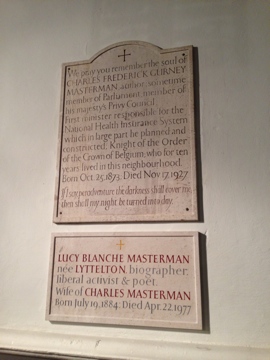 We pray you remember the soul of
CHARLES FREDERICK GURNEY
MASTERMAN, author, sometime
member of Parliament, member of
his majesty's Privy Council,
First minister responsible for the
National Health Insurance System
which in large part he planned and
constructed, Knight of the Order
of the Crown of Belgium, who for ten
years lived in this neighbourhood.
Born Oct. 25.1873. Died Nov. 17.1927
If I say peradventure the darkness shall cover me,
then shall my night be turned into day.
LUCY BLANCHE MASTERMAN
née LYTTELTON, biographer,
liberal activist & poet.
Wife of CHARLES MASTERMAN
Born July 19.1884. Died Apr. 22.1977